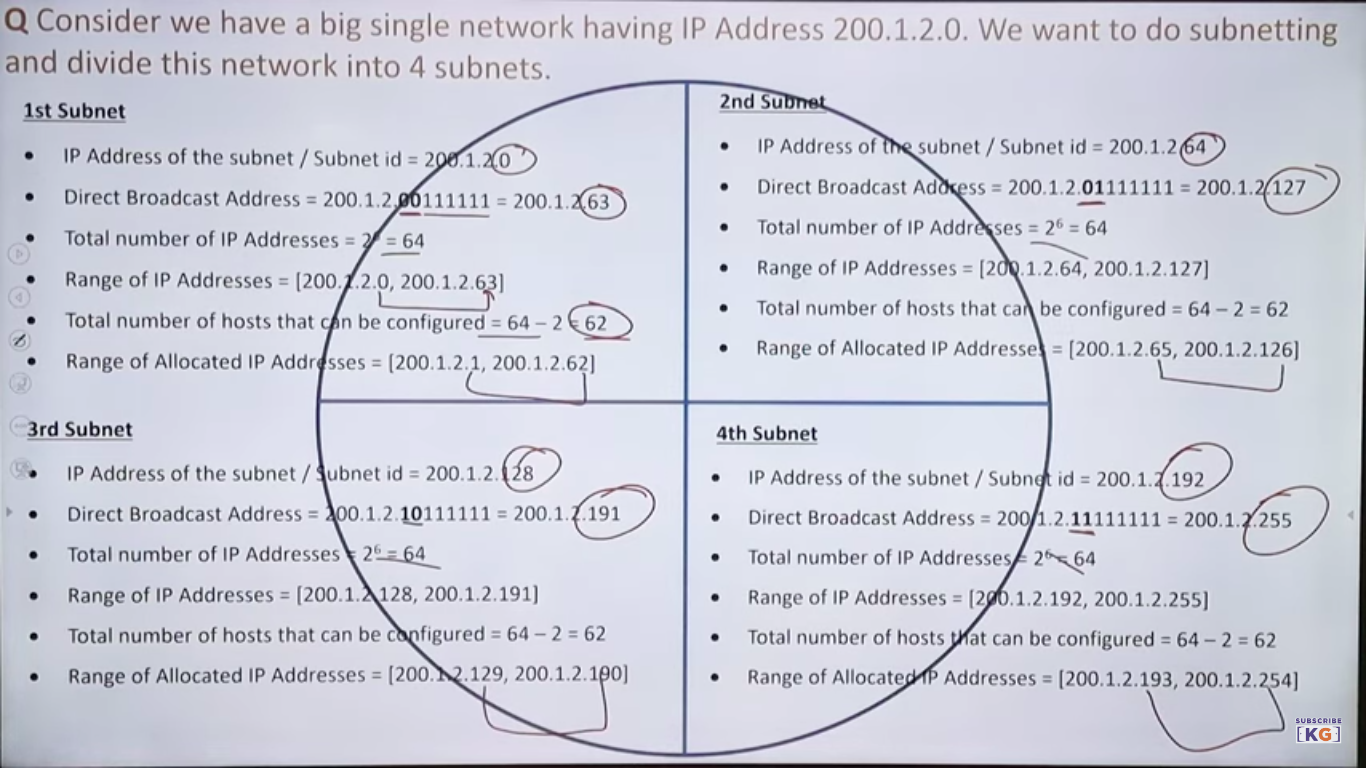 Q Consider we have a big single network having IP Address 200.1.2.0. We want to do subnetting
and divide this network into 4 subnets.
1st Subnet
• IP Address of the subnet / Subnet id = 200.1.2.0
• Direct Broadcast Address = 200.1.2.00111111 = 200.1.2.63
• Total number of IP Addresses = 2⁶ = 64
• Range of IP Addresses = [200.1.2.0, 200.1.2.63]
• Total number of hosts that can be configured = 64 – 2 = 62
• Range of Allocated IP Addresses = [200.1.2.1, 200.1.2.62]
2nd Subnet
• IP Address of the subnet / Subnet id = 200.1.2.64
• Direct Broadcast Address = 200.1.2.01111111 = 200.1.2.127
• Total number of IP Addresses = 2⁶ = 64
• Range of IP Addresses = [200.1.2.64, 200.1.2.127]
• Total number of hosts that can be configured = 64 – 2 = 62
• Range of Allocated IP Addresses = [200.1.2.65, 200.1.2.126]
3rd Subnet
• IP Address of the subnet / Subnet id = 200.1.2.128
• Direct Broadcast Address = 200.1.2.10111111 = 200.1.2.191
• Total number of IP Addresses = 2⁶ = 64
• Range of IP Addresses = [200.1.2.128, 200.1.2.191]
• Total number of hosts that can be configured = 64 – 2 = 62
• Range of Allocated IP Addresses = [200.1.2.129, 200.1.2.190]
4th Subnet
• IP Address of the subnet / Subnet id = 200.1.2.192
• Direct Broadcast Address = 200.1.2.11111111 = 200.1.2.255
• Total number of IP Addresses = 2⁶ = 64
• Range of IP Addresses = [200.1.2.192, 200.1.2.255]
• Total number of hosts that can be configured = 64 – 2 = 62
• Range of Allocated IP Addresses = [200.1.2.193, 200.1.2.254]
SUBSCRIBE
[KG]